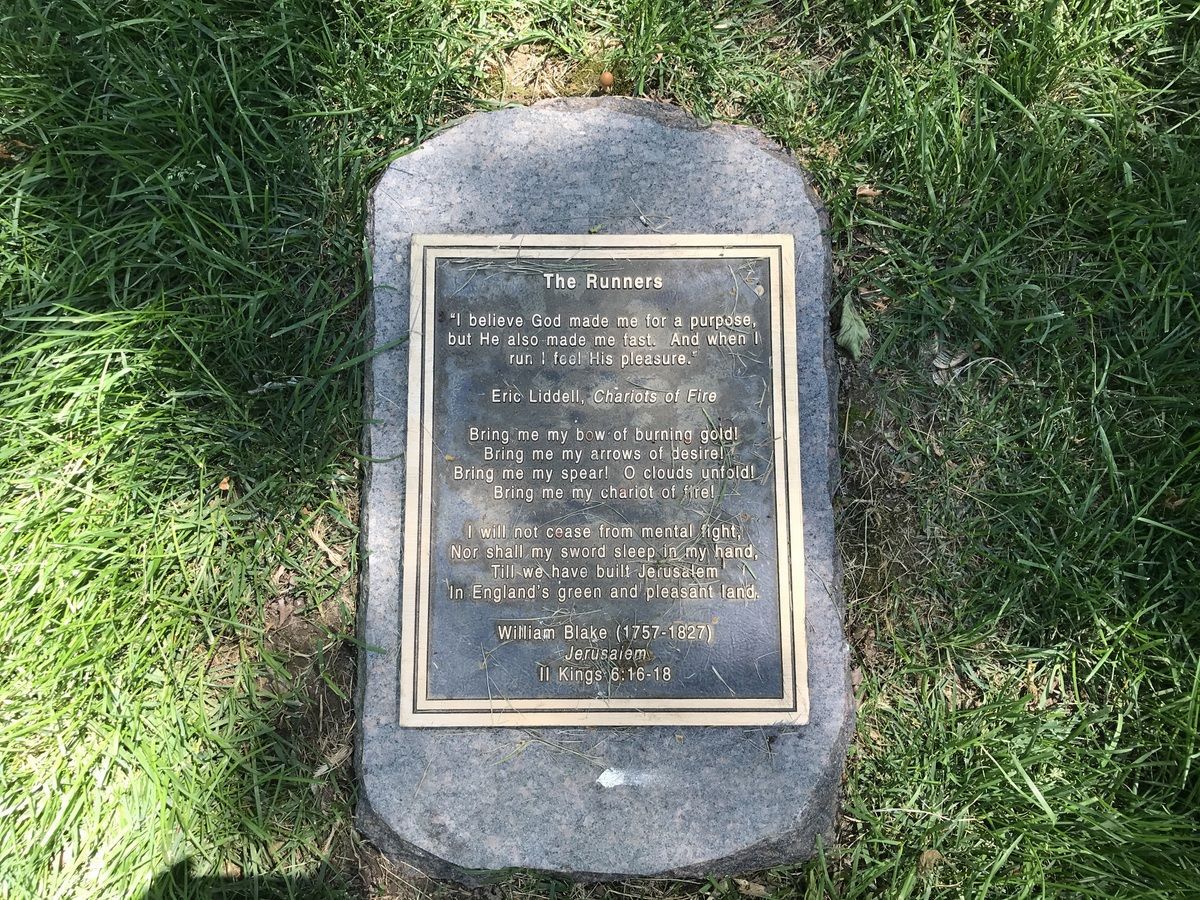 The Runners
"I believe God made me for a purpose,
but He also made me fast. And when I
run I feel His pleasure."
Eric Liddell, Chariots of Fire
Bring me my bow of burning gold!
Bring me my arrows of desire!
Bring me my spear! O clouds unfold!
Bring me my chariot of fire!
I will not cease from mental fight,
Nor shall my sword sleep in my hand,
Till we have built Jerusalem
In England's green and pleasant land.
William Blake (1757-1827)
Jerusalem
II Kings 6:16-18